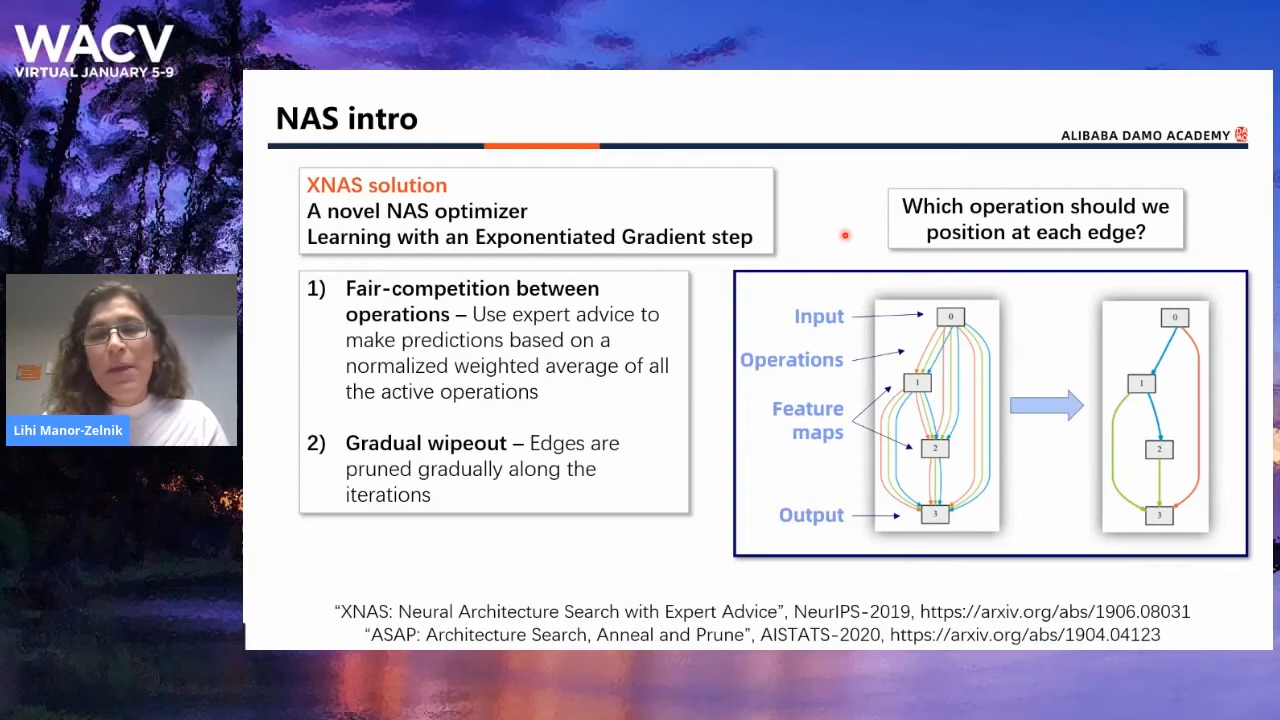 WACV
VIRTUAL JANUARY 5-9
NAS intro
ALIBABA DAMO ACADEMY
XNAS solution
A novel NAS optimizer
Learning with an Exponentiated Gradient step
Which operation should we
position at each edge?
1) Fair-competition between
operations – Use expert advice to
make predictions based on a
normalized weighted average of all
the active operations
2) Gradual wipeout – Edges are
pruned gradually along the
iterations
Input
Operations
Feature
maps
Output
0
1
2
3
0
1
2
3
Lihi Manor-Zelnik
“XNAS: Neural Architecture Search with Expert Advice”, NeurIPS-2019, https://arxiv.org/abs/1906.08031
“ASAP: Architecture Search, Anneal and Prune”, AISTATS-2020, https://arxiv.org/abs/1904.04123